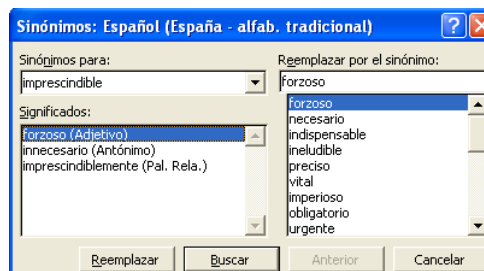 Sinónimos: Español (España - alfab. tradicional)
Sinónimos para:
imprescindible
Significados:
forzoso (Adjetivo)
innecesario (Antónimo)
imprescindiblemente (Pal. Rela.)
Reemplazar por el sinónimo:
forzoso
forzoso
necesario
indispensable
ineludible
preciso
vital
imperioso
obligatorio
urgente
Reemplazar
Buscar
Anterior
Cancelar